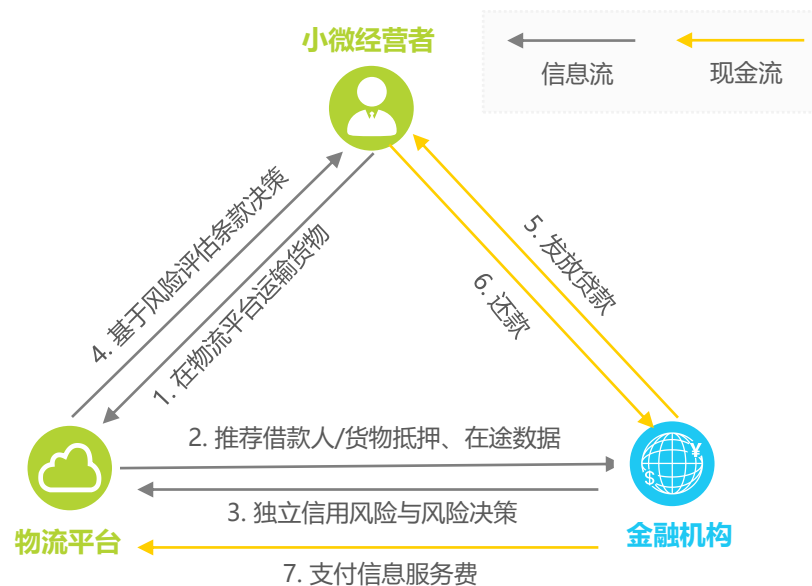 小微经营者
信息流
现金流
4. 基于风险评估条款决策
1. 在物流平台运输货物
5. 发放贷款
6. 还款
2. 推荐借款人/货物抵押、在途数据
¥
$
3. 独立信用风险与风险决策
物流平台
金融机构
7. 支付信息服务费